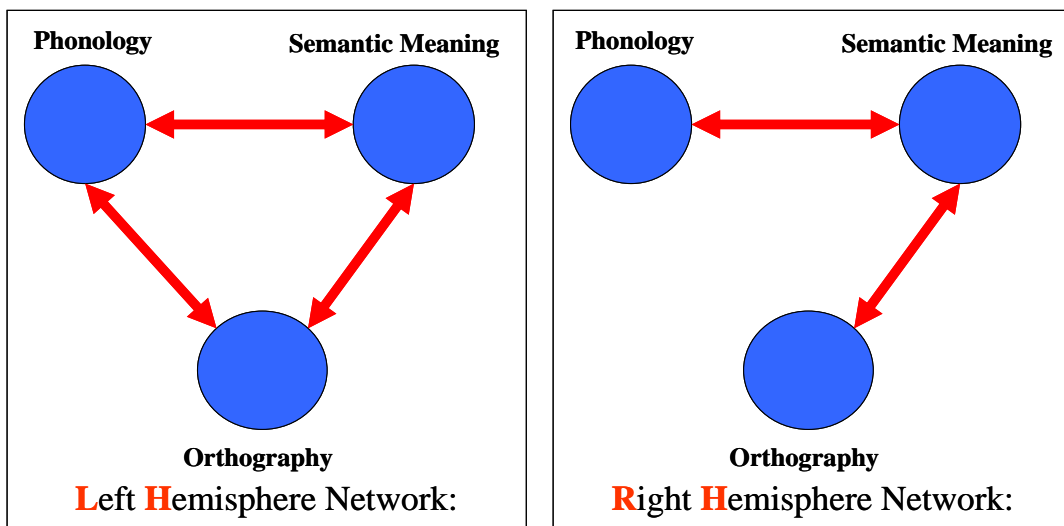 Phonology
Semantic Meaning
Orthography
Left Hemisphere Network:
Phonology
Semantic Meaning
Orthography
Right Hemisphere Network: